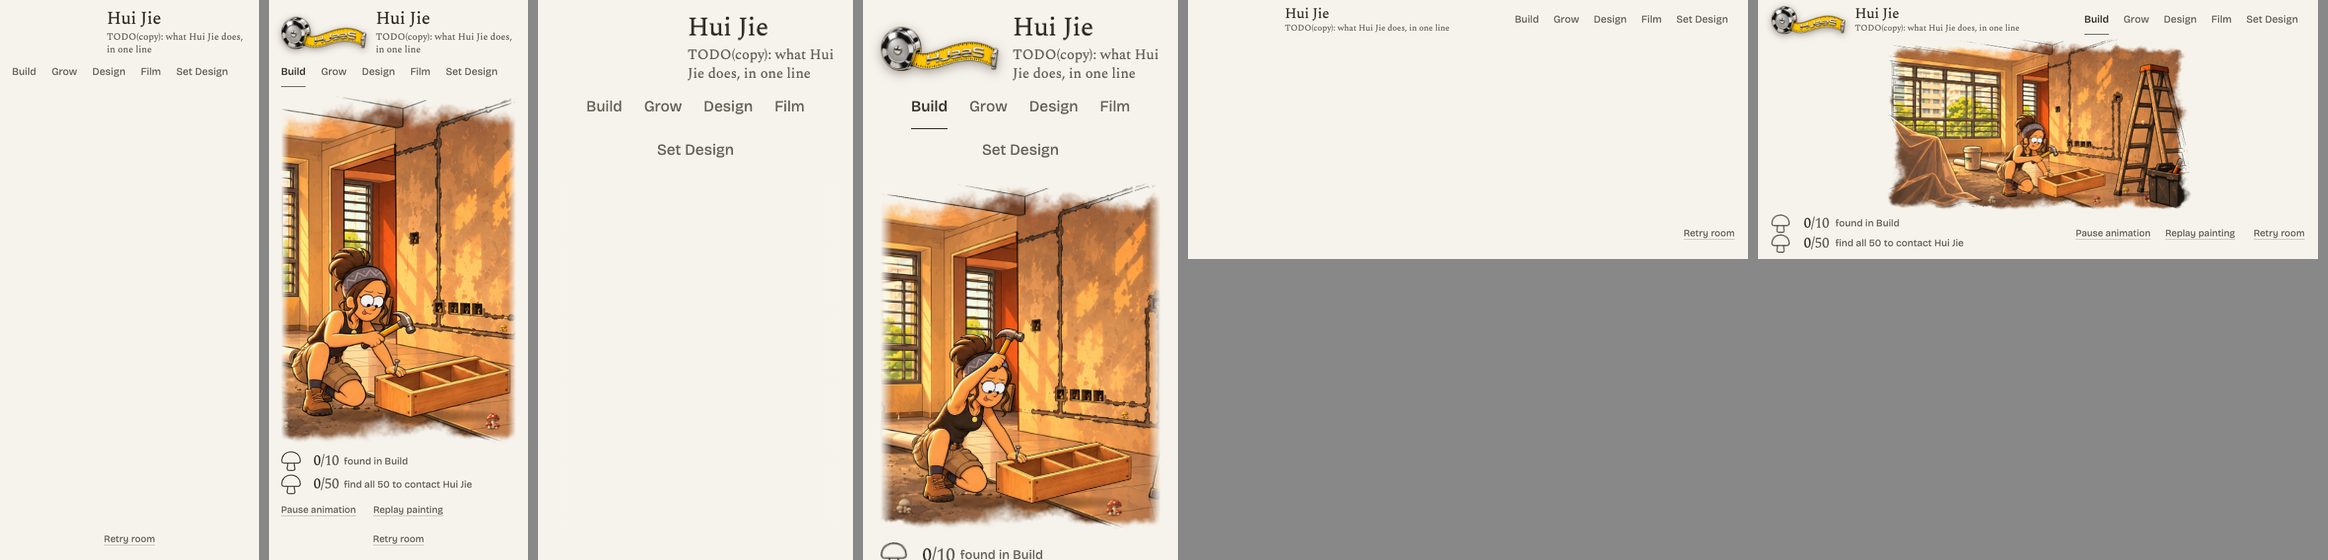 Hui Jie
TODO(copy): what Hui Jie does,
in one line
Build Grow Design Film Set Design
Retry room
Hui Jie
TODO(copy): what Hui Jie does,
in one line
Build Grow Design Film Set Design
0/10 found in Build
0/50 find all 50 to contact Hui Jie
Pause animation Replay painting
Retry room
Hui Jie
TODO(copy): what Hui
Jie does, in one line
Build Grow Design Film
Set Design
Hui Jie
TODO(copy): what Hui
Jie does, in one line
Build Grow Design Film
Set Design
0/10 found in Build
Hui Jie
TODO(copy): what Hui Jie does, in one line
Build Grow Design Film Set Design
Retry room
Hui Jie
TODO(copy): what Hui Jie does, in one line
Build Grow Design Film Set Design
0/10 found in Build
0/50 find all 50 to contact Hui Jie
Pause animation Replay painting Retry room